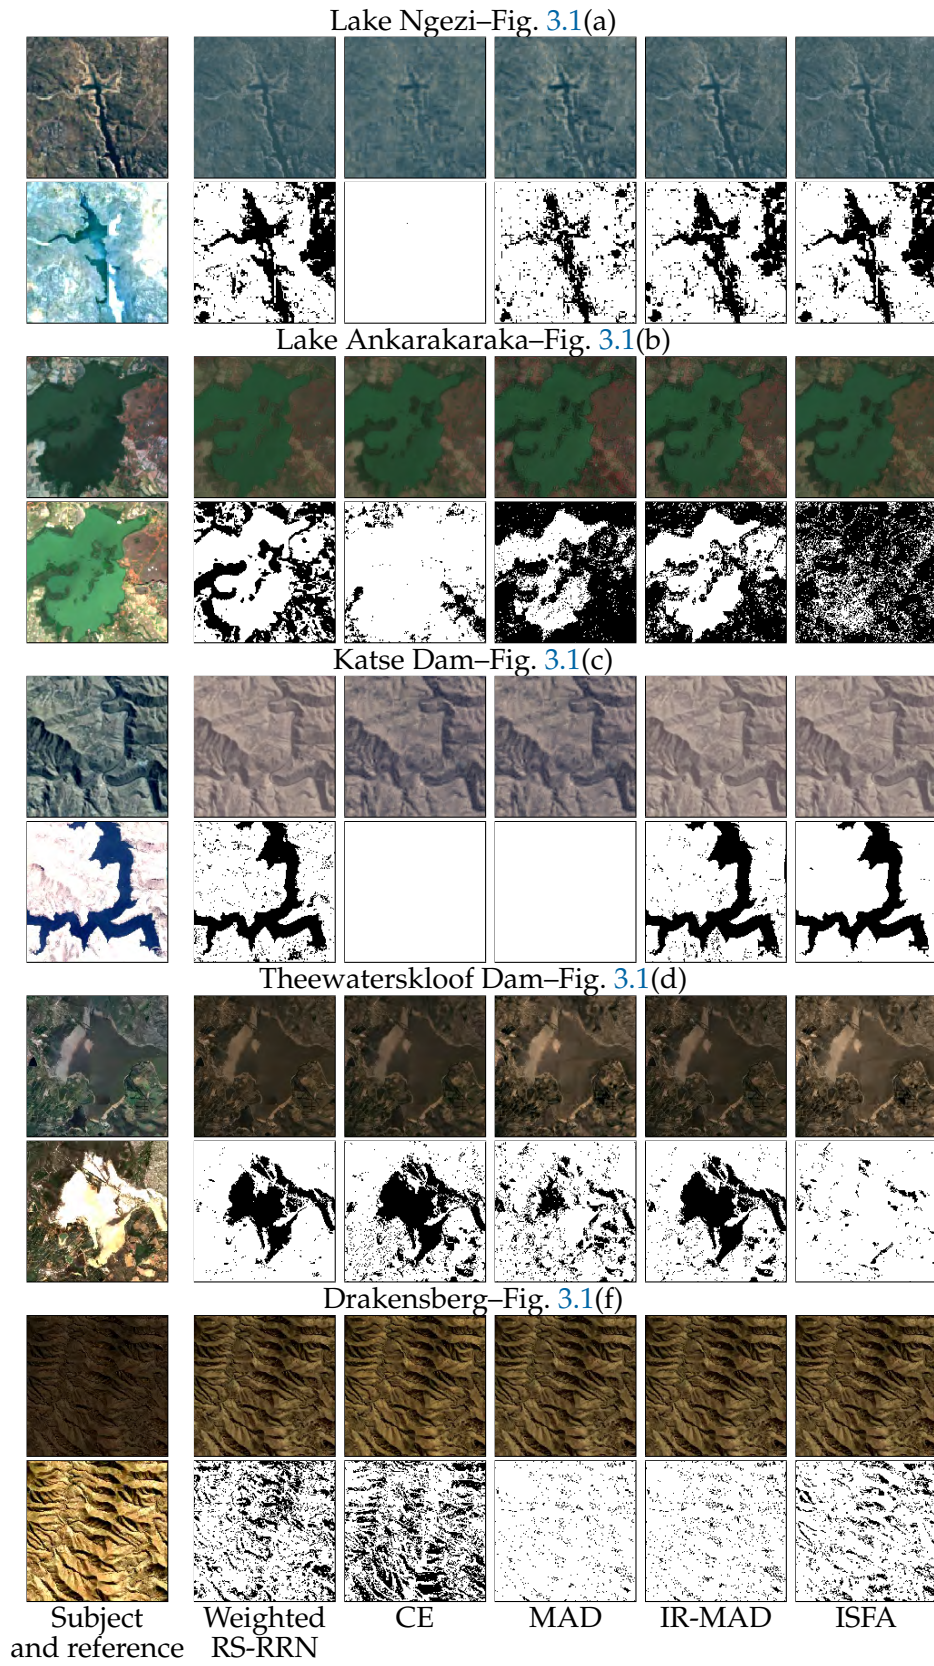 Lake Ngezi–Fig. 3.1(a)
Lake Ankarakaraka–Fig. 3.1(b)
Katse Dam–Fig. 3.1(c)
Theewaterskloof Dam–Fig. 3.1(d)
Drakensberg–Fig. 3.1(f)
Subject and reference
Weighted RS-RRN
CE
MAD
IR-MAD
ISFA